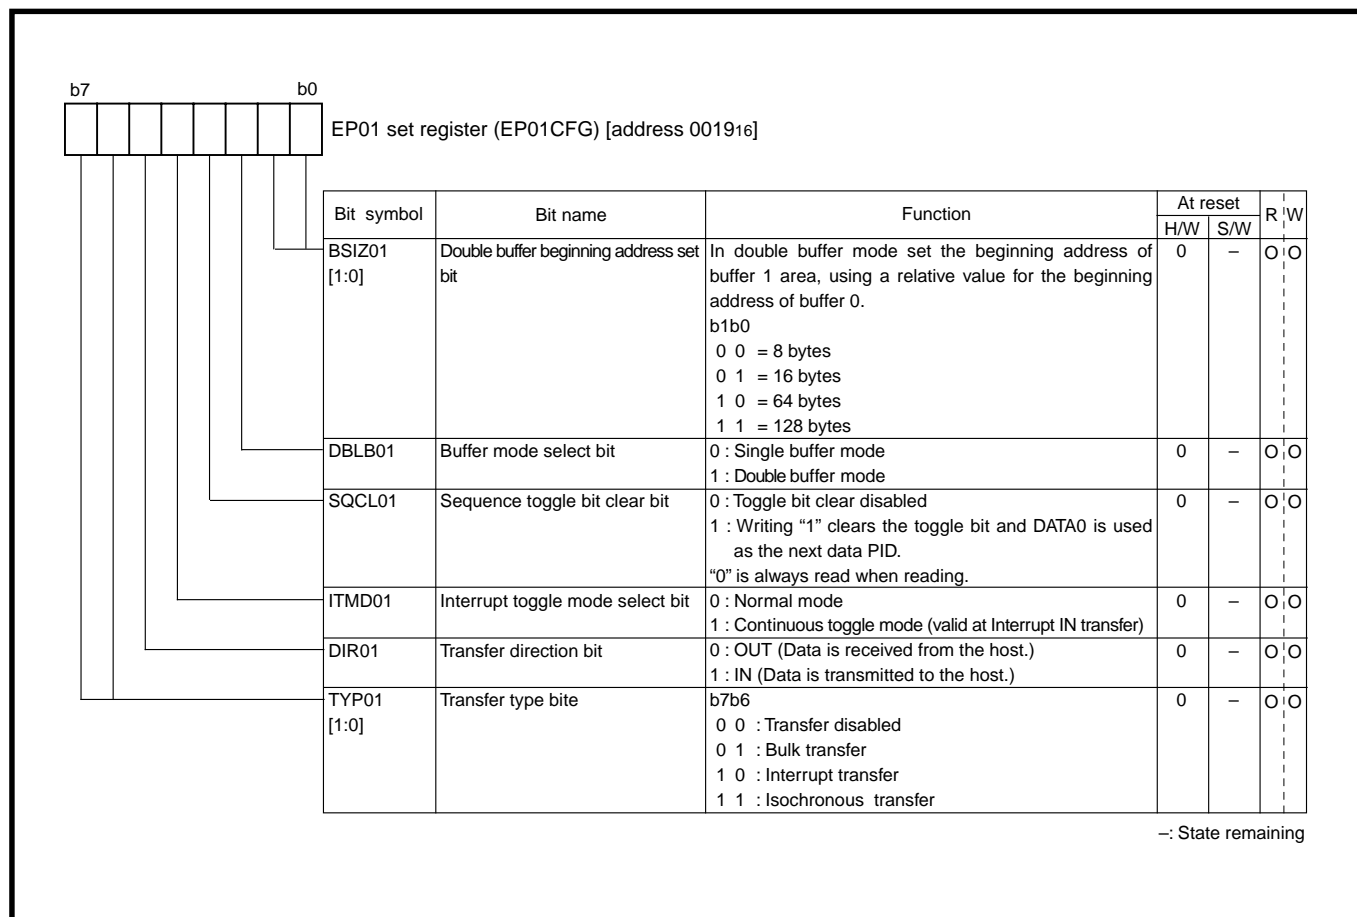 b7 b0
EP01 set register (EP01CFG) [address 001916]
Bit symbol Bit name Function At reset R W
H/W S/W
BSIZ01 Double buffer beginning address set In double buffer mode set the beginning address of 0 – O O
[1:0] bit buffer 1 area, using a relative value for the beginning
address of buffer 0.
b1b0
0 0 = 8 bytes
0 1 = 16 bytes
1 0 = 64 bytes
1 1 = 128 bytes
DBLB01 Buffer mode select bit 0 : Single buffer mode 0 – O O
1 : Double buffer mode
SQCL01 Sequence toggle bit clear bit 0 : Toggle bit clear disabled 0 – O O
1 : Writing “1” clears the toggle bit and DATA0 is used
as the next data PID.
“0” is always read when reading.
ITMD01 Interrupt toggle mode select bit 0 : Normal mode 0 – O O
1 : Continuous toggle mode (valid at Interrupt IN transfer)
DIR01 Transfer direction bit 0 : OUT (Data is received from the host.) 0 – O O
1 : IN (Data is transmitted to the host.)
TYP01 Transfer type bite b7b6 0 – O O
[1:0] 0 0 : Transfer disabled
0 1 : Bulk transfer
1 0 : Interrupt transfer
1 1 : Isochronous transfer
–: State remaining